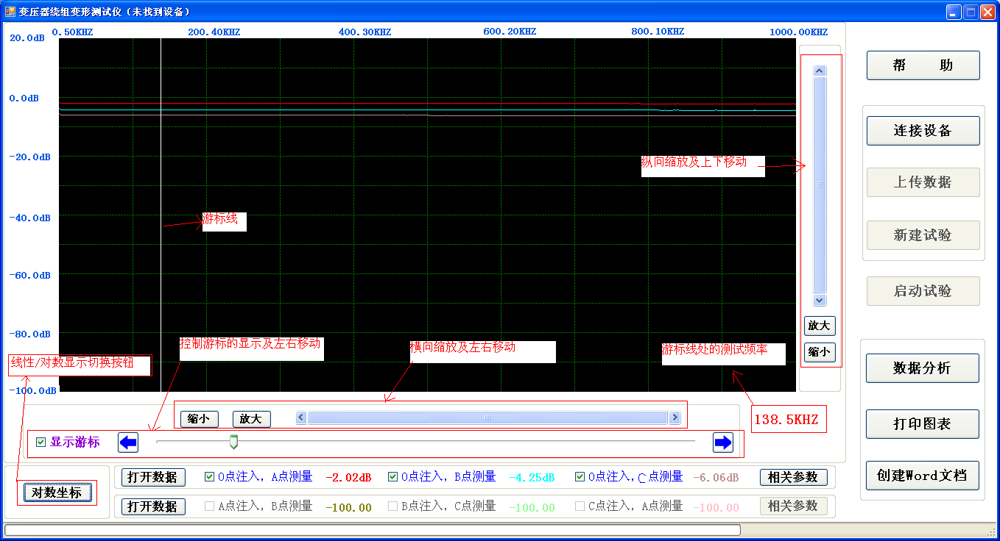 变压器绕组变形测试仪（未找到设备）
0.50KHZ 200.40KHZ 400.30KHZ 600.20KHZ 800.10KHZ 1000.00KHZ
20.0dB
0.0dB
-20.0dB
-40.0dB
-60.0dB
-80.0dB
-100.0dB
纵向缩放及上下移动
游标线
控制游标的显示及左右移动
横向缩放及左右移动
游标线处的测试频率
线性/对数显示切换按钮
138.5KHZ
放大
缩小
缩小 放大
显示游标
对数坐标
打开数据 O点注入，A点测量 -2.02dB O点注入，B点测量 -4.25dB O点注入，C点测量 -6.06dB 相关参数
打开数据 A点注入，B点测量 -100.00 B点注入，C点测量 -100.00 C点注入，A点测量 -100.00 相关参数
帮 助
连接设备
上传数据
新建试验
启动试验
数据分析
打印图表
创建Word文档